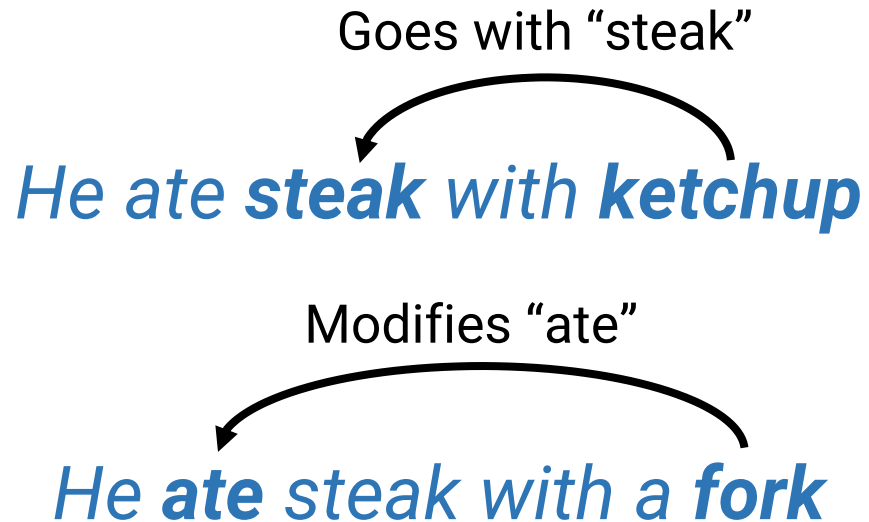 Goes with “steak”
He ate steak with ketchup
Modifies “ate”
He ate steak with a fork